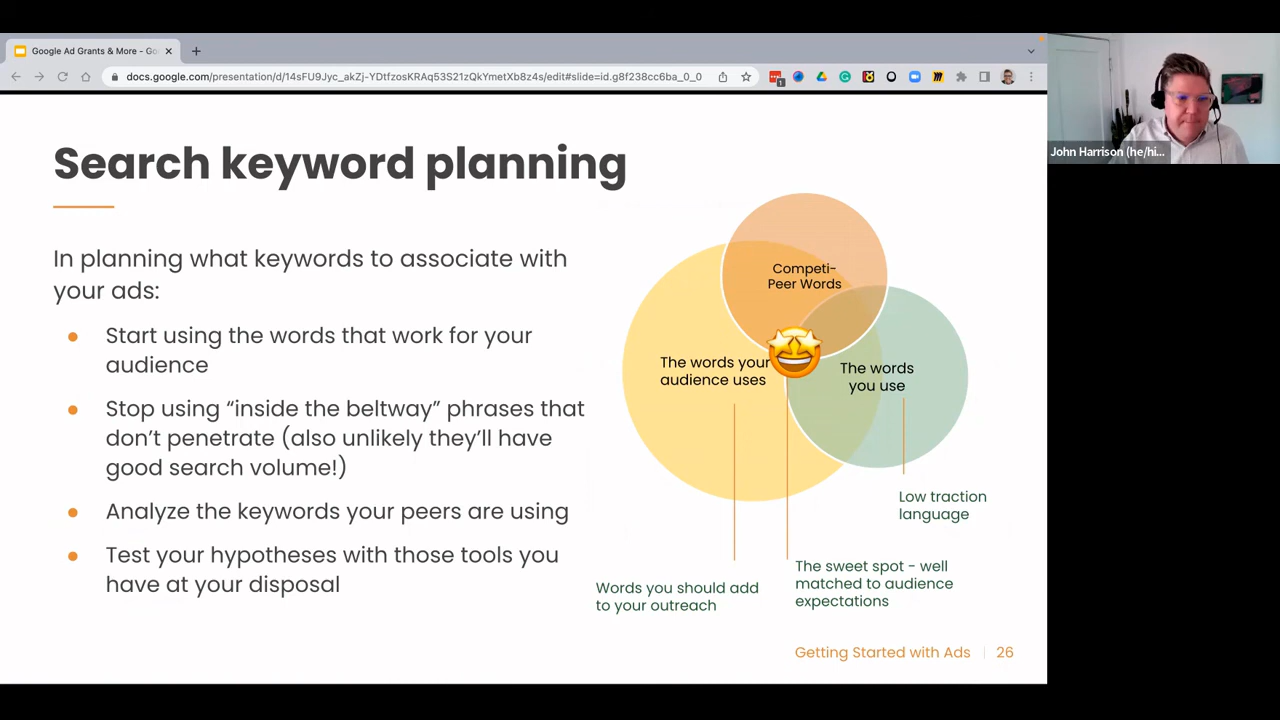 Google Ad Grants & More - Go
docs.google.com/presentation/d/14sFU9Jyc_akZj-YDtfzosKRAq53S21zQkYmetXb8z4s/edit#slide=id.g8f238cc6ba_0_0
1
John Harrison (he/hi...
Search keyword planning
In planning what keywords to associate with
your ads:
● Start using the words that work for your
audience
● Stop using “inside the beltway” phrases that
don’t penetrate (also unlikely they’ll have
good search volume!)
● Analyze the keywords your peers are using
● Test your hypotheses with those tools you
have at your disposal
Competi-
Peer Words
The words your
audience uses
The words
you use
Low traction
language
The sweet spot - well
matched to audience
expectations
Words you should add
to your outreach
Getting Started with Ads | 26